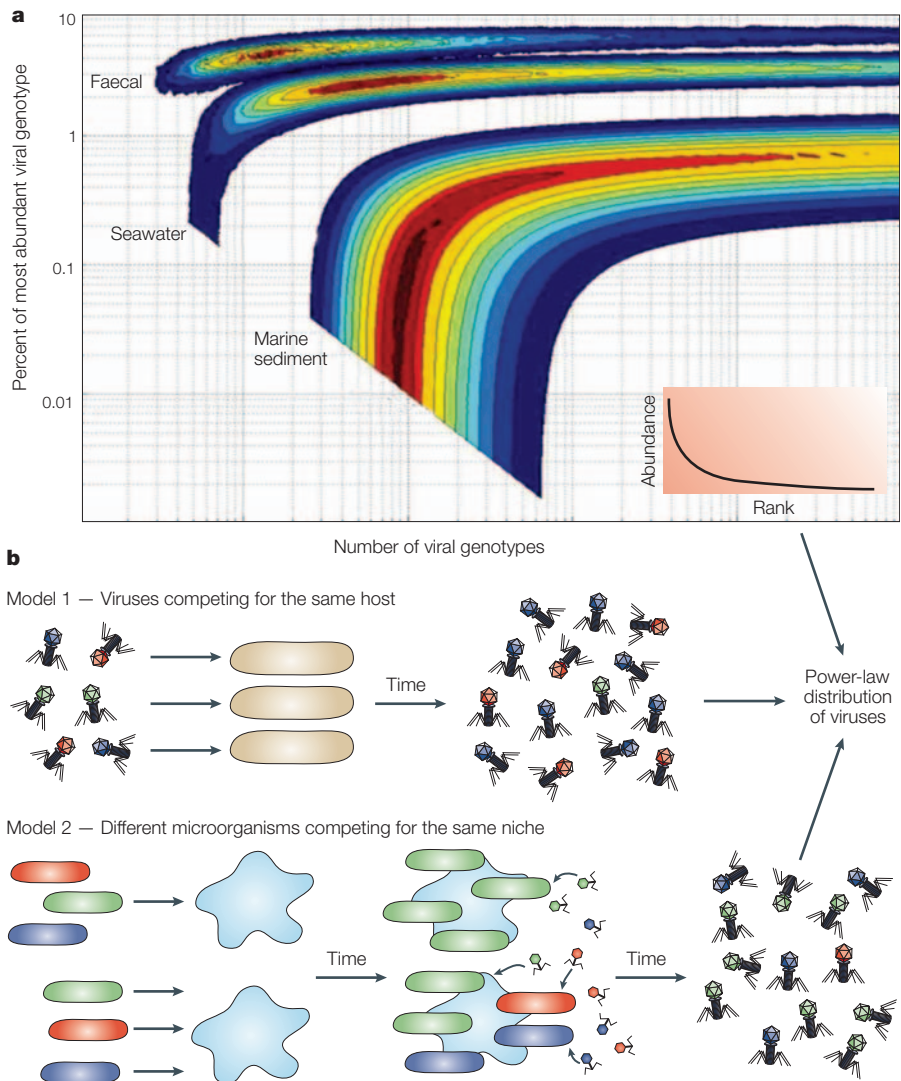 a
10
1
0.1
0.01
Percent of most abundant viral genotype
Faecal
Seawater
Marine
sediment
Abundance
Rank
Number of viral genotypes
b
Model 1 — Viruses competing for the same host
Time
Power-law
distribution
of viruses
Model 2 — Different microorganisms competing for the same niche
Time
Time